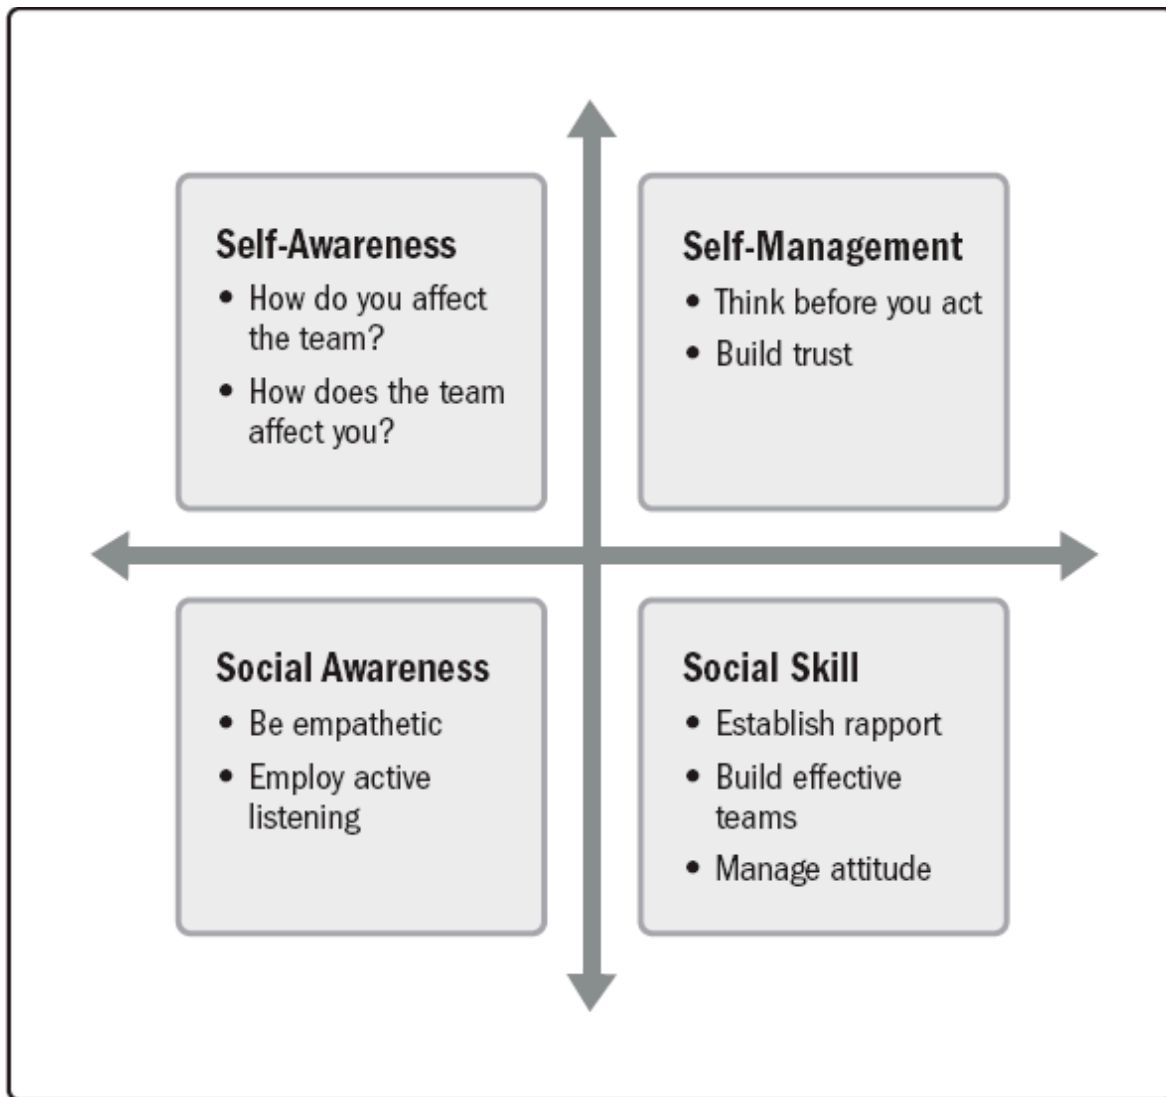 Self-Awareness
• How do you affect
the team?
• How does the team
affect you?
Self-Management
• Think before you act
• Build trust
Social Awareness
• Be empathetic
• Employ active
listening
Social Skill
• Establish rapport
• Build effective
teams
• Manage attitude